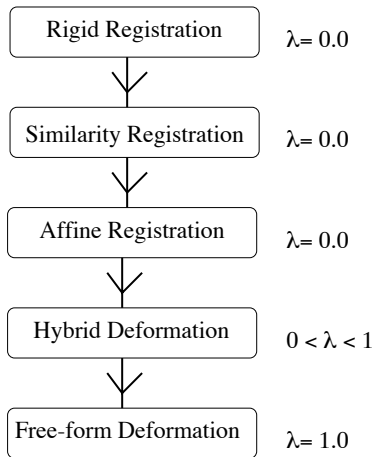 Rigid Registration
λ= 0.0
Similarity Registration
λ= 0.0
Affine Registration
λ= 0.0
Hybrid Deformation
0 < λ < 1
Free-form Deformation
λ= 1.0